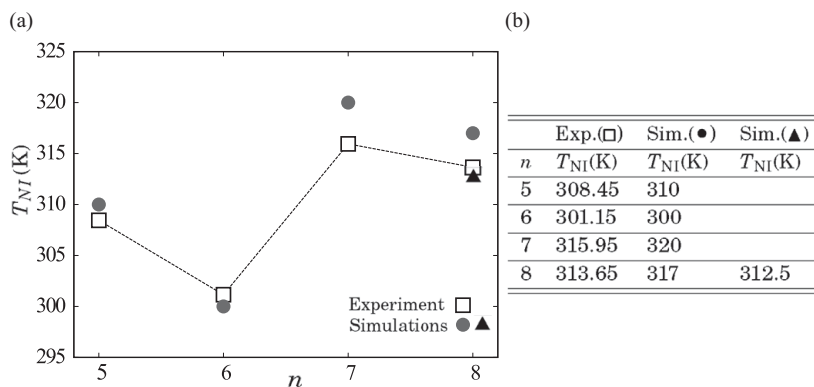 (a)
(b)
325
320
315
310
305
300
295
T_NI(K)
5 6 7 8
n
Experiment □
Simulations ● ▲
Exp.(□) Sim.(●) Sim.(▲)
n T_NI(K) T_NI(K) T_NI(K)
5 308.45 310
6 301.15 300
7 315.95 320
8 313.65 317 312.5